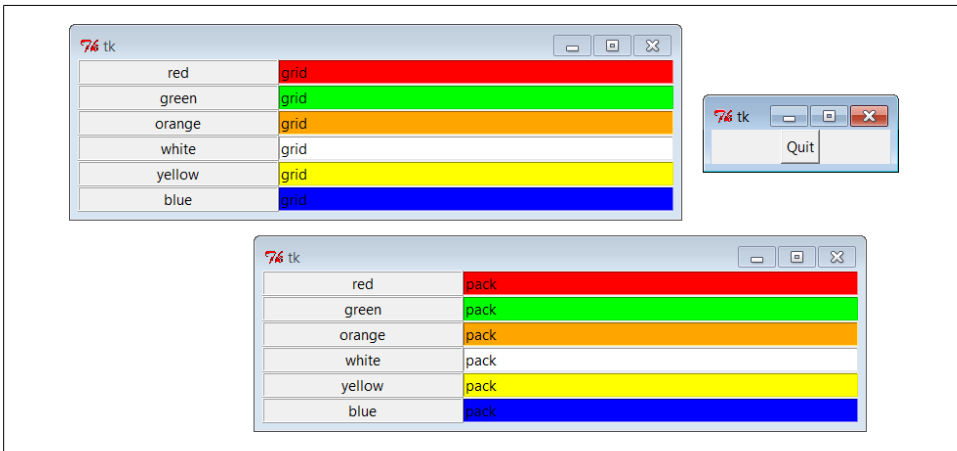 tk
red grid
green grid
orange grid
white grid
yellow grid
blue grid
tk
Quit
tk
red pack
green pack
orange pack
white pack
yellow pack
blue pack